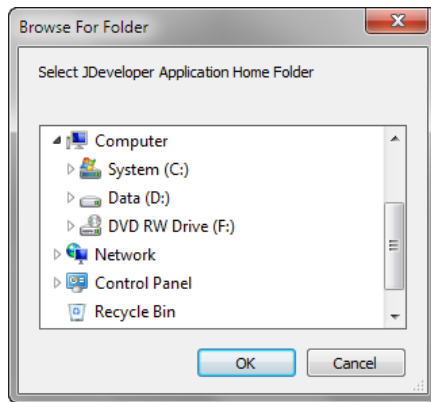 Browse For Folder
Select JDeveloper Application Home Folder
Computer
System (C:)
Data (D:)
DVD RW Drive (F:)
Network
Control Panel
Recycle Bin
OK Cancel